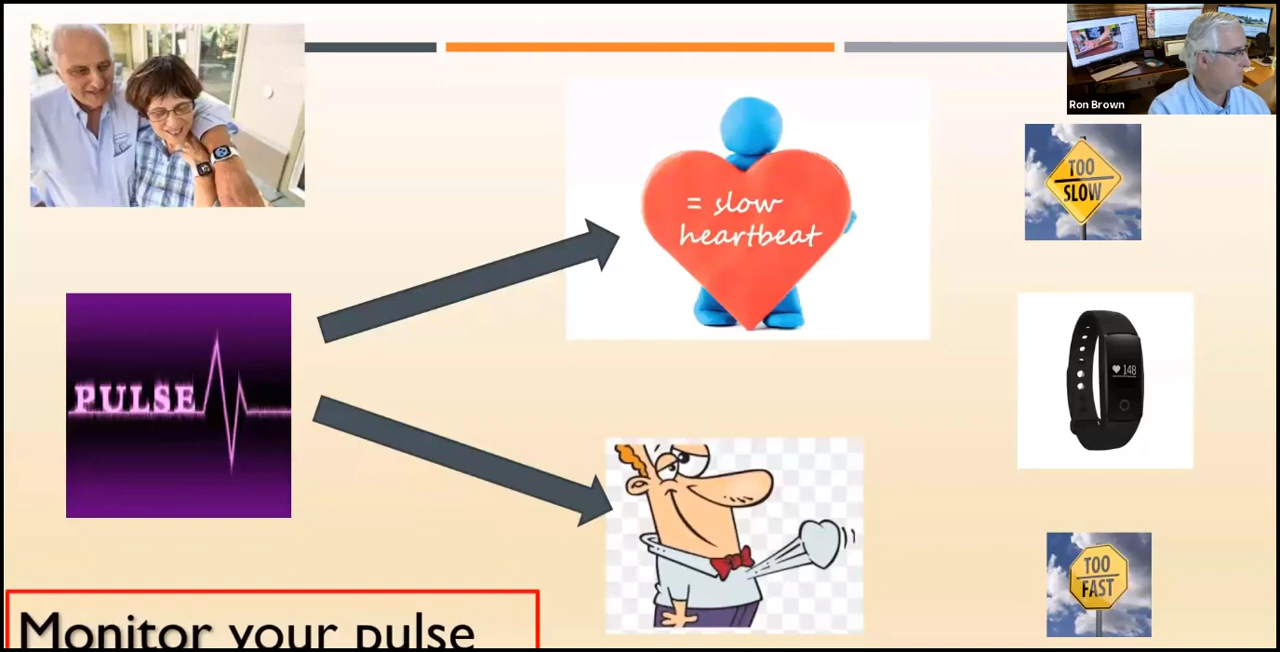 Ron Brown
= slow
heartbeat
TOO
SLOW
PULSE
148
TOO
FAST
Monitor your pulse